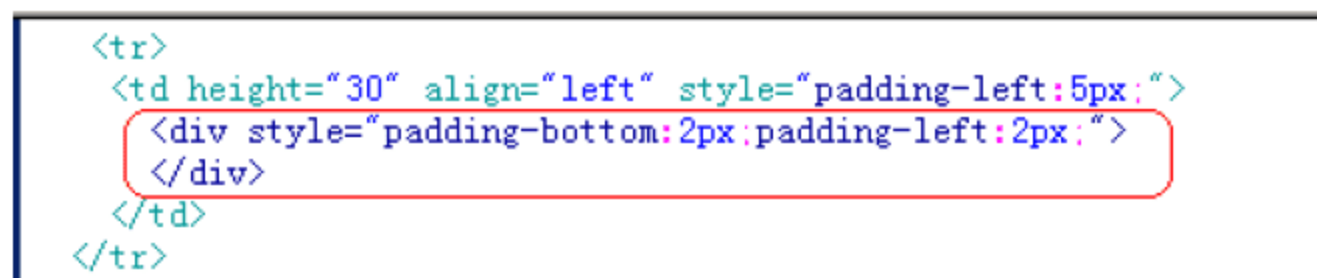 <tr>
<td height="30" align="left" style="padding-left:5px;">
<div style="padding-bottom:2px;padding-left:2px;">
</div>
</td>
</tr>